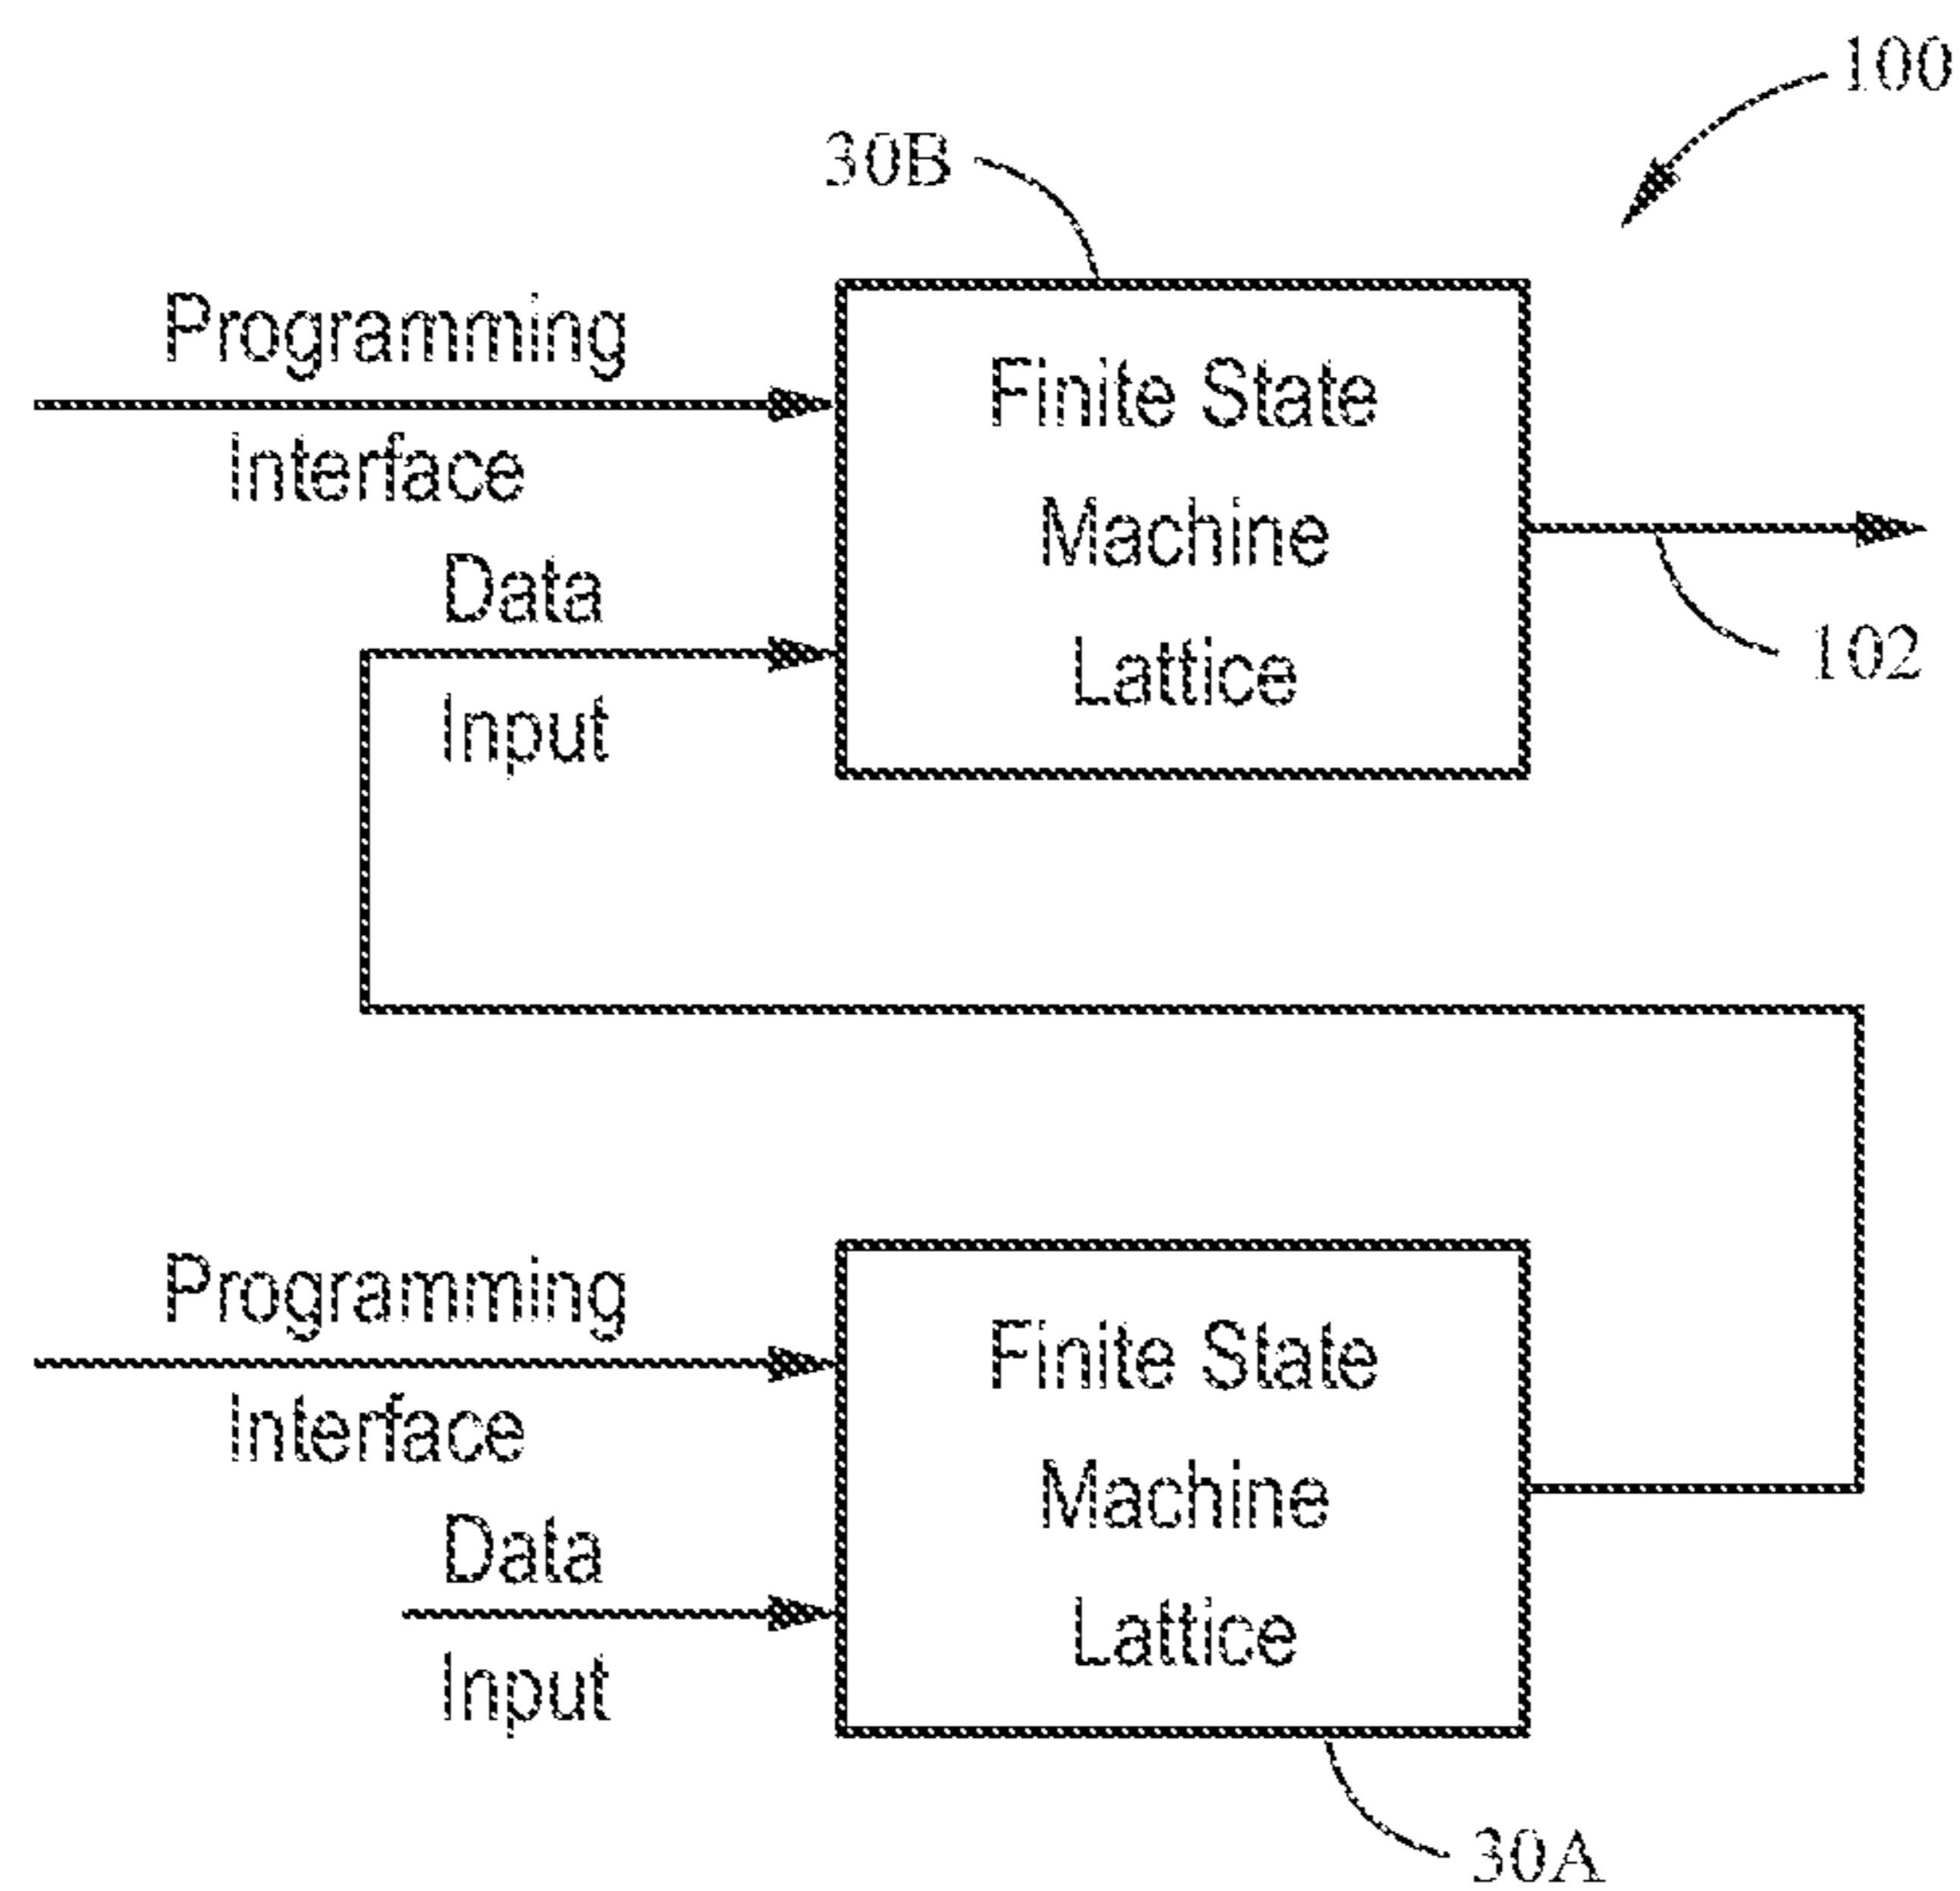 100
30B
Programming
Interface
Data
Input
Finite State
Machine
Lattice
102
Programming
Interface
Data
Input
Finite State
Machine
Lattice
30A